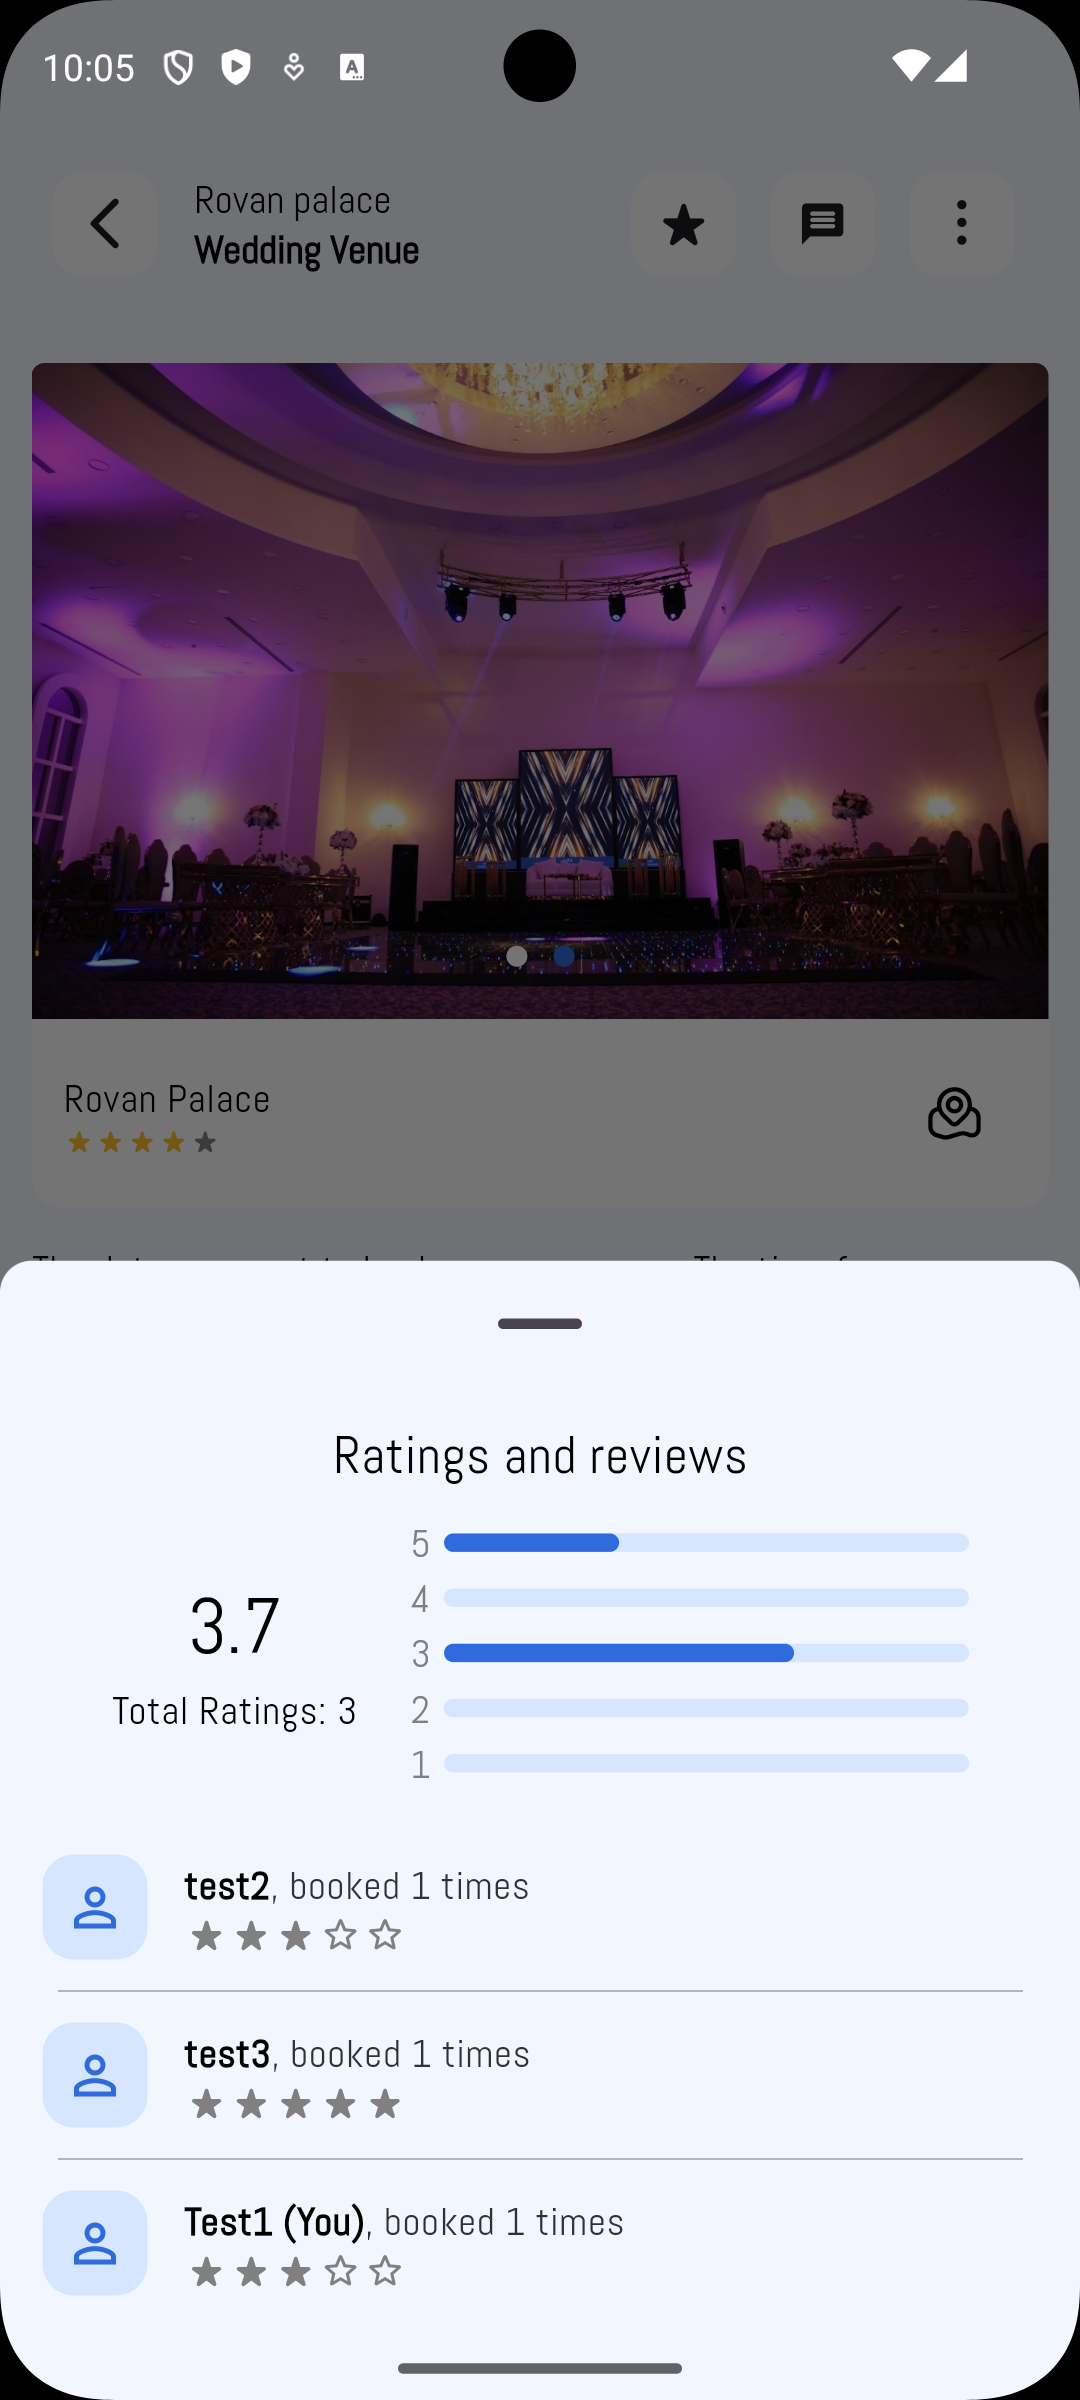 10:05
Rovan palace
Wedding Venue
Rovan Palace
Ratings and reviews
5
4
3
2
1
3.7
Total Ratings: 3
test2, booked 1 times
test3, booked 1 times
Test1 (You), booked 1 times